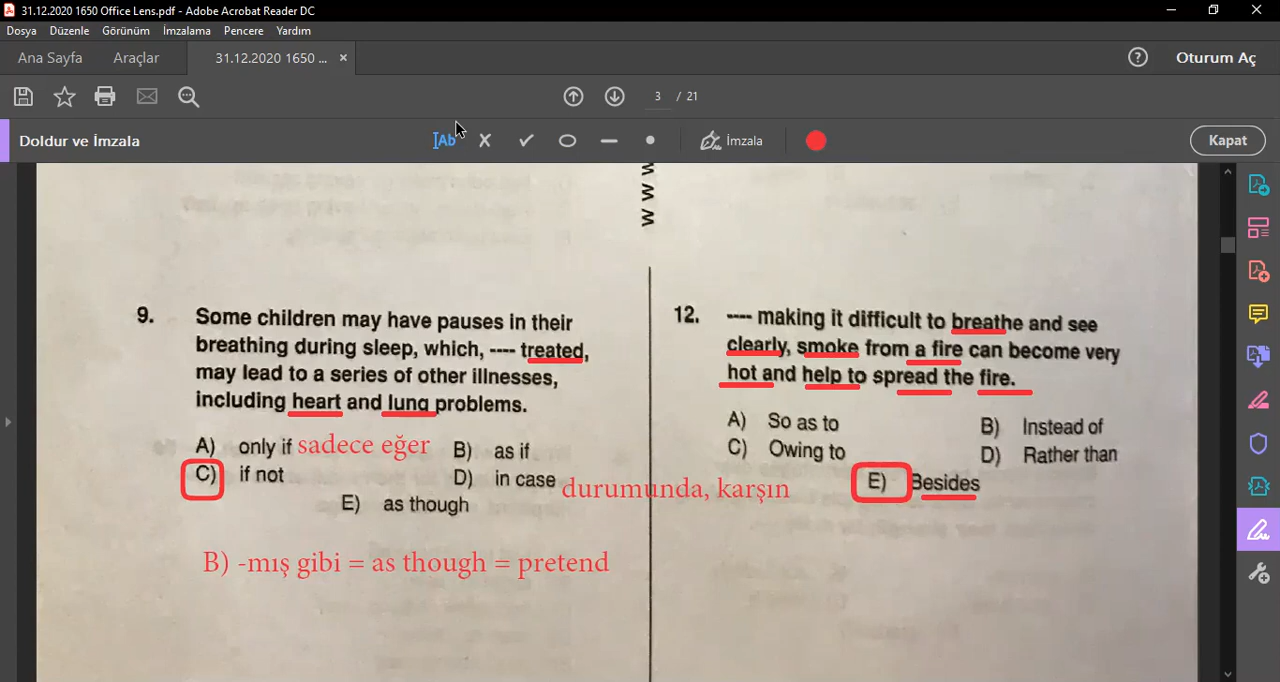 31.12.2020 1650 Office Lens.pdf - Adobe Acrobat Reader DC
Dosya Düzenle Görünüm İmzalama Pencere Yardım
Ana Sayfa Araçlar 31.12.2020 1650 ... × ? Oturum Aç
3 / 21
Doldur ve İmzala Ab İmzala Kapat
W W W
9. Some children may have pauses in their
breathing during sleep, which, ---- treated,
may lead to a series of other illnesses,
including heart and lung problems.
A) only if sadece eğer B) as if
C) if not D) in case durumunda, karşın
E) as though
B) -mış gibi = as though = pretend
12. ---- making it difficult to breathe and see
clearly, smoke from a fire can become very
hot and help to spread the fire.
A) So as to B) Instead of
C) Owing to D) Rather than
E) Besides